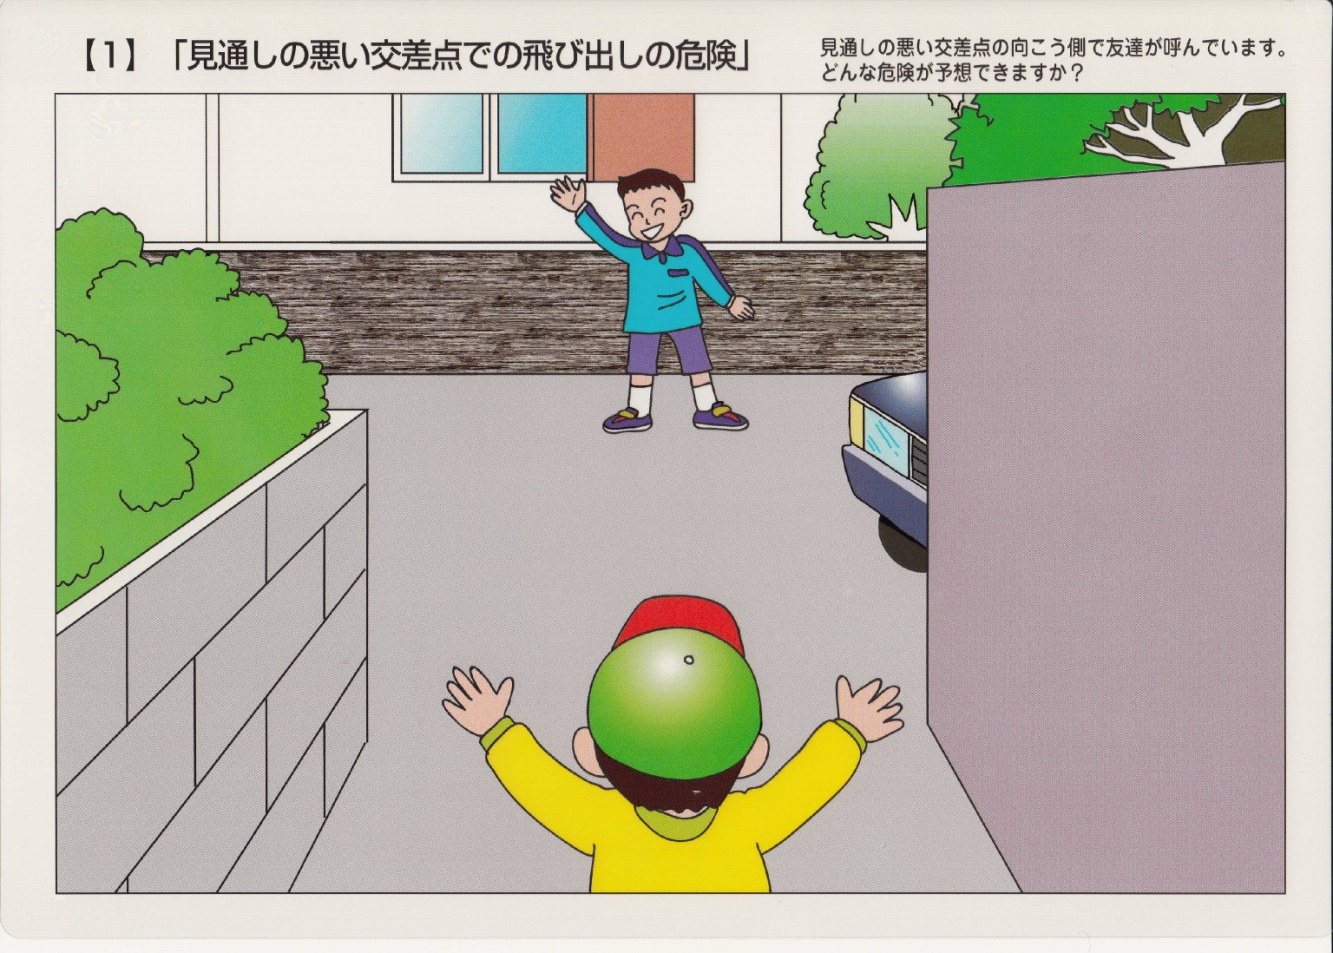 【1】「見通しの悪い交差点での飛び出しの危険」
見通しの悪い交差点の向こう側で友達が呼んでいます。
どんな危険が予想できますか？